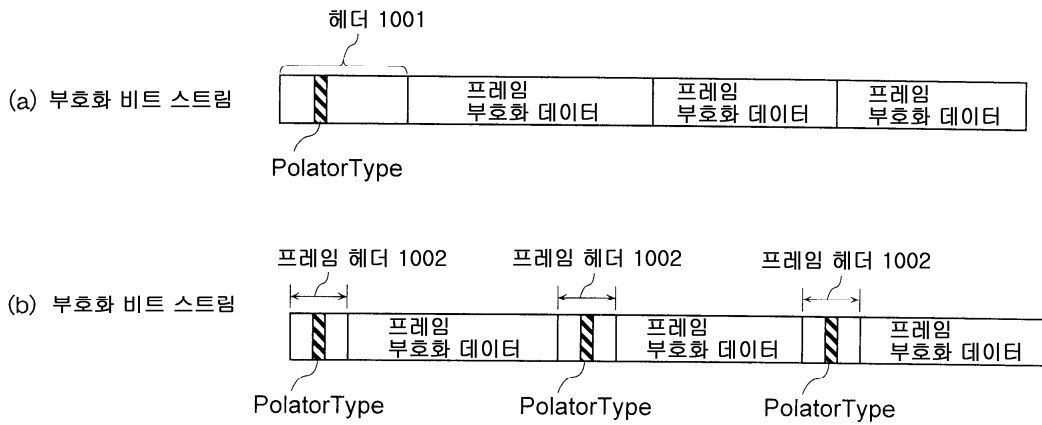 헤더 1001
(a) 부호화 비트 스트림
프레임 부호화 데이터
프레임 부호화 데이터
프레임 부호화 데이터
PolatorType
프레임 헤더 1002
프레임 헤더 1002
프레임 헤더 1002
(b) 부호화 비트 스트림
프레임 부호화 데이터
프레임 부호화 데이터
프레임 부호화 데이터
PolatorType
PolatorType
PolatorType